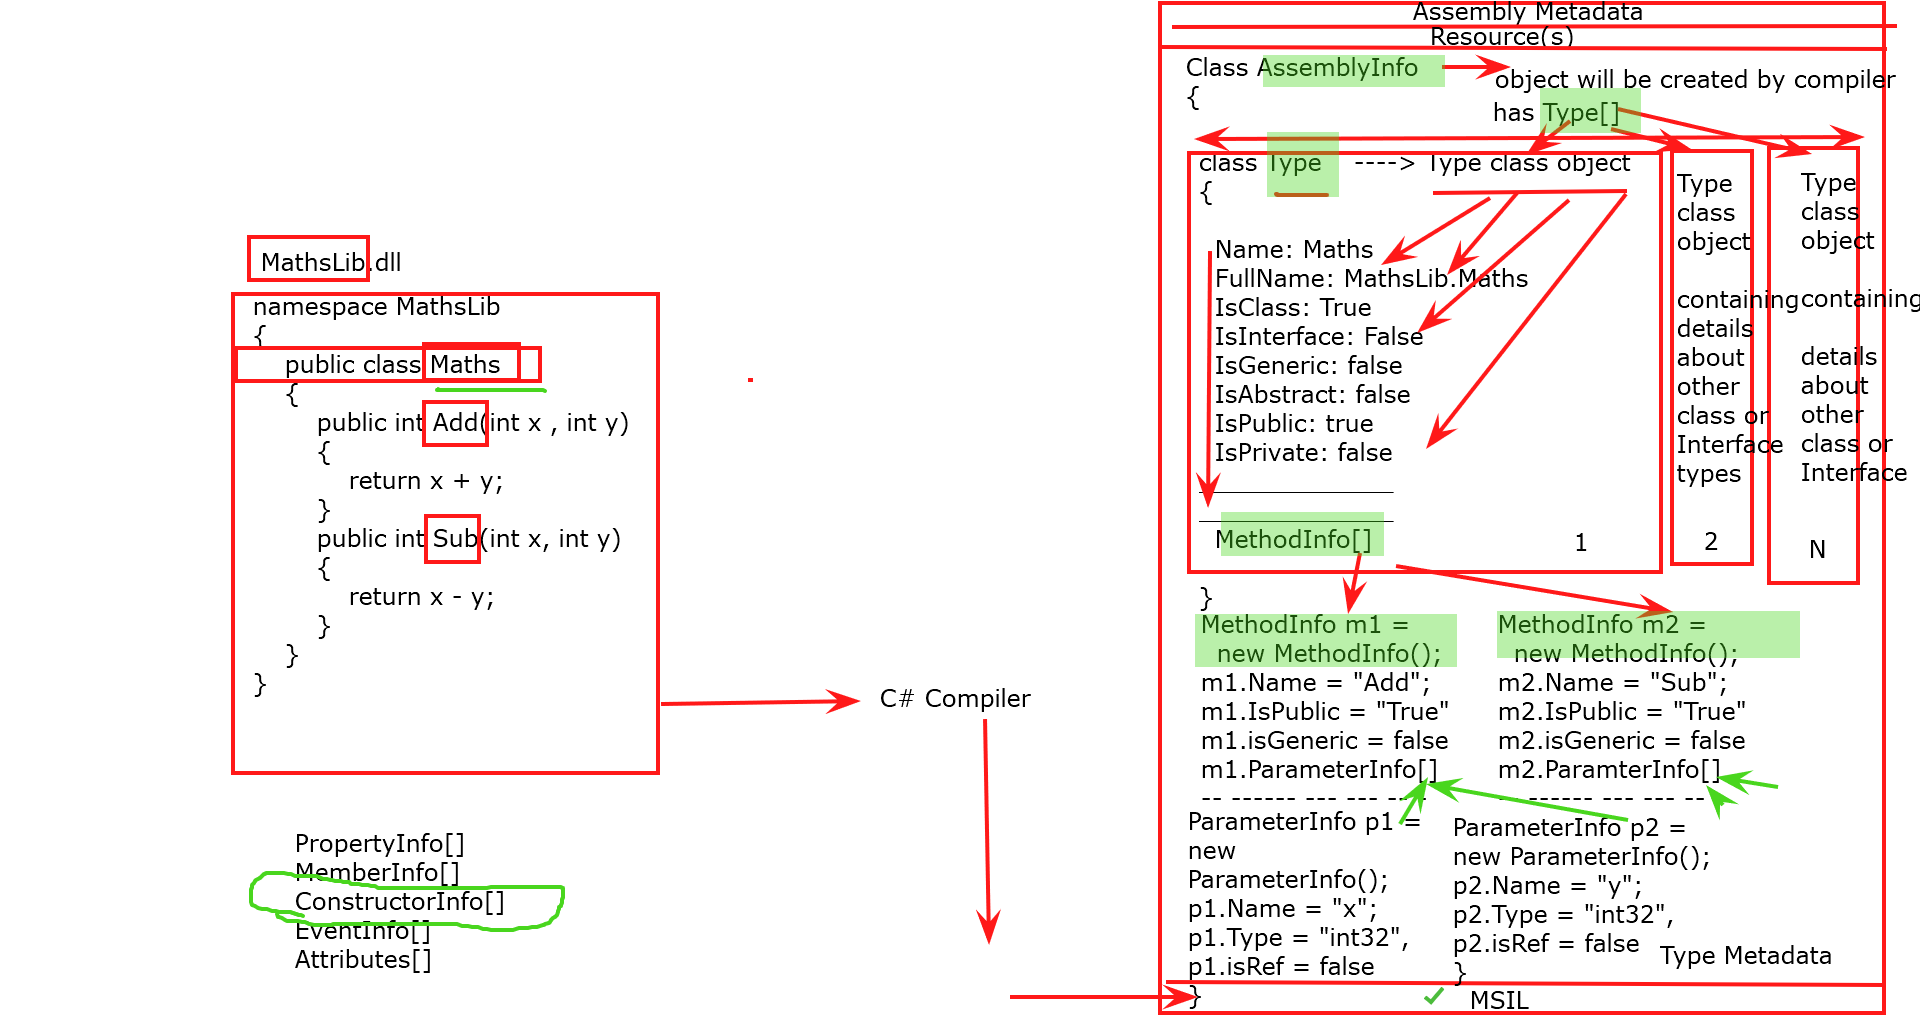 MathsLib.dll
namespace MathsLib
{
public class Maths
{
public int Add(int x , int y)
{
return x + y;
}
public int Sub(int x, int y)
{
return x - y;
}
}
}
C# Compiler
PropertyInfo[]
MemberInfo[]
ConstructorInfo[]
EventInfo[]
Attributes[]
Assembly Metadata
Resource(s)
Class AssemblyInfo
{
object will be created by compiler
has Type[]
class Type ----> Type class object
{
Name: Maths
FullName: MathsLib.Maths
IsClass: True
IsInterface: False
IsGeneric: false
IsAbstract: false
IsPublic: true
IsPrivate: false
MethodInfo[]
1
}
Type
class
object
containing
details
about
other
class or
Interface
types
2
Type
class
object
containing
details
about
other
class or
Interface
N
MethodInfo m1 =
new MethodInfo();
m1.Name = "Add";
m1.IsPublic = "True"
m1.isGeneric = false
m1.ParameterInfo[]
-- ------ --- --- -- -
MethodInfo m2 =
new MethodInfo();
m2.Name = "Sub";
m2.IsPublic = "True"
m2.isGeneric = false
m2.ParamterInfo[]
-- ------ --- --- --
ParameterInfo p1 =
new
ParameterInfo();
p1.Name = "x";
p1.Type = "int32",
p1.isRef = false
}
ParameterInfo p2 =
new ParameterInfo();
p2.Name = "y";
p2.Type = "int32",
p2.isRef = false
}
Type Metadata
MSIL